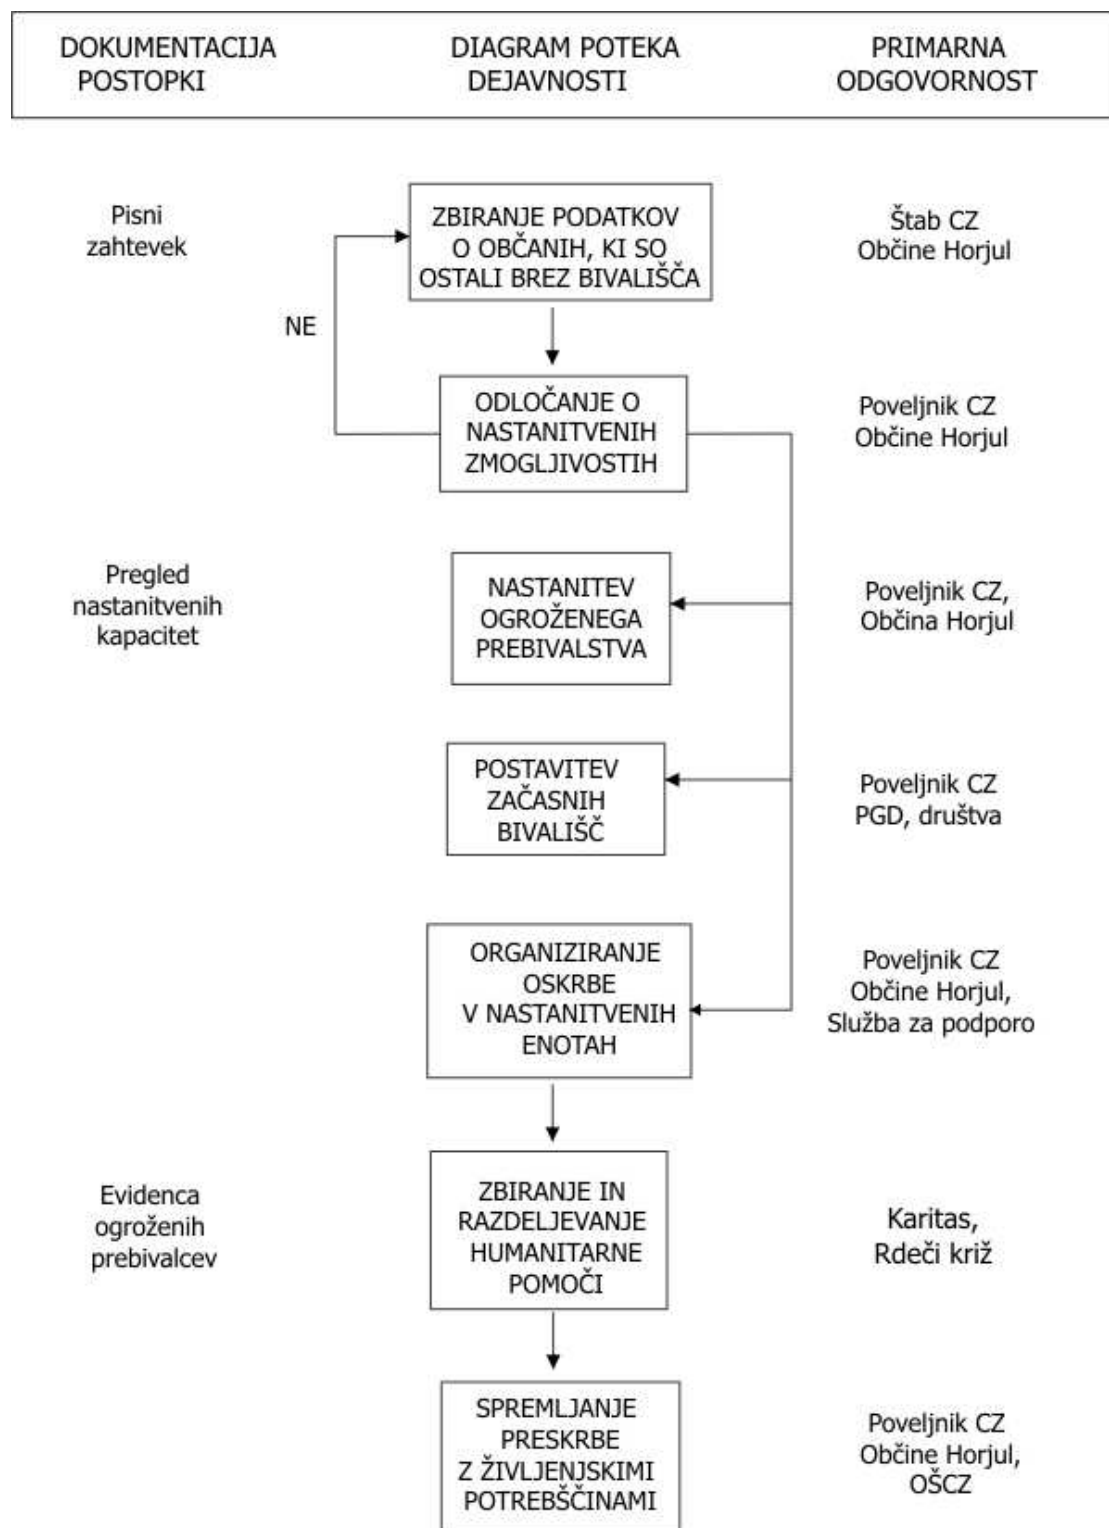 DOKUMENTACIJA
POSTOPKI
DIAGRAM POTEKA
DEJAVNOSTI
PRIMARNA
ODGOVORNOST
Pisni
zahtevek
ZBIRANJE PODATKOV
O OBČANIH, KI SO
OSTALI BREZ BIVALIŠČA
Štab CZ
Občine Horjul
NE
ODLOČANJE O
NASTANITVENIH
ZMOGLJIVOSTIH
Poveljnik CZ
Občine Horjul
Pregled
nastanitvenih
kapacitet
NASTANITEV
OGROŽENEGA
PREBIVALSTVA
Poveljnik CZ,
Občina Horjul
POSTAVITEV
ZAČASNIH
BIVALIŠČ
Poveljnik CZ
PGD, društva
ORGANIZIRANJE
OSKRBE
V NASTANITVENIH
ENOTAH
Poveljnik CZ
Občine Horjul,
Služba za podporo
Evidenca
ogroženih
prebivalcev
ZBIRANJE IN
RAZDELJEVANJE
HUMANITARNE
POMOČI
Karitas,
Rdeči križ
SPREMLJANJE
PRESKRBE
Z ŽIVLJENJSKIMI
POTREBŠČINAMI
Poveljnik CZ
Občine Horjul,
OŠCZ